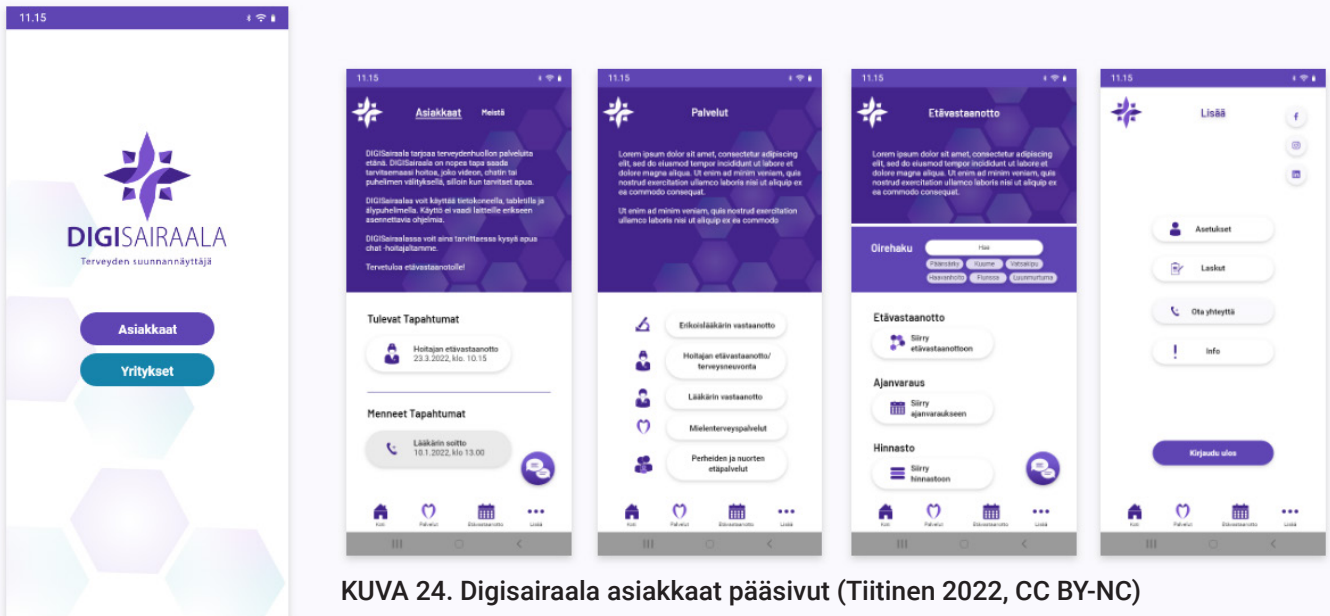 11.15
DIGISAIRAALA
Terveyden suunnannäyttäjä
Asiakkaat
Yritykset
11.15
Asiakkaat Meistä
DIGISairaala tarjoaa terveydenhuollon palveluita
etänä. DIGISairaala on nopea tapa saada
tarvitsemaasi hoitoa, joko videon, chatin tai
puhelimen välityksellä, silloin kun tarvitset apua.
DIGISairaalaa voit käyttää tietokoneella, tabletilla ja
älypuhelimella. Käyttö ei vaadi laitteille erikseen
asennettavia ohjelmia.
DIGISairaalassa voit aina tarvittaessa kysyä apua
chat -hoitajaltamme.
Tervetuloa etävastaanotolle!
Tulevat Tapahtumat
Hoitajan etävastaanotto
23.3.2022, klo. 10.15
Menneet Tapahtumat
Lääkärin soitto
10.1.2022, klo 13.00
Koti Palvelut Etävastaanotto Lisää
11.15
Palvelut
Lorem ipsum dolor sit amet, consectetur adipiscing
elit, sed do eiusmod tempor incididunt ut labore et
dolore magna aliqua. Ut enim ad minim veniam, quis
nostrud exercitation ullamco laboris nisi ut aliquip ex
ea commodo consequat.
Ut enim ad minim veniam, quis nostrud exercitation
ullamco laboris nisi ut aliquip ex ea commodo
Erikoislääkärin vastaanotto
Hoitajan etävastaanotto/
terveysneuvonta
Lääkärin vastaanotto
Mielenterveyspalvelut
Perheiden ja nuorten
etäpalvelut
Koti Palvelut Etävastaanotto Lisää
11.15
Etävastaanotto
Lorem ipsum dolor sit amet, consectetur adipiscing
elit, sed do eiusmod tempor incididunt ut labore et
dolore magna aliqua. Ut enim ad minim veniam, quis
nostrud exercitation ullamco laboris nisi ut aliquip ex
ea commodo consequat.
Oirehaku
Hae
Päänsärky Kuume Vatsakipu
Haavanhoito Flunssa Luunmurtuma
Etävastaanotto
Siirry
etävastaanottoon
Ajanvaraus
Siirry
ajanvaraukseen
Hinnasto
Siirry
hinnastoon
Koti Palvelut Etävastaanotto Lisää
11.15
Lisää
Asetukset
Laskut
Ota yhteyttä
Info
Kirjaudu ulos
Koti Palvelut Etävastaanotto Lisää
KUVA 24. Digisairaala asiakkaat pääsivut (Tiitinen 2022, CC BY-NC)